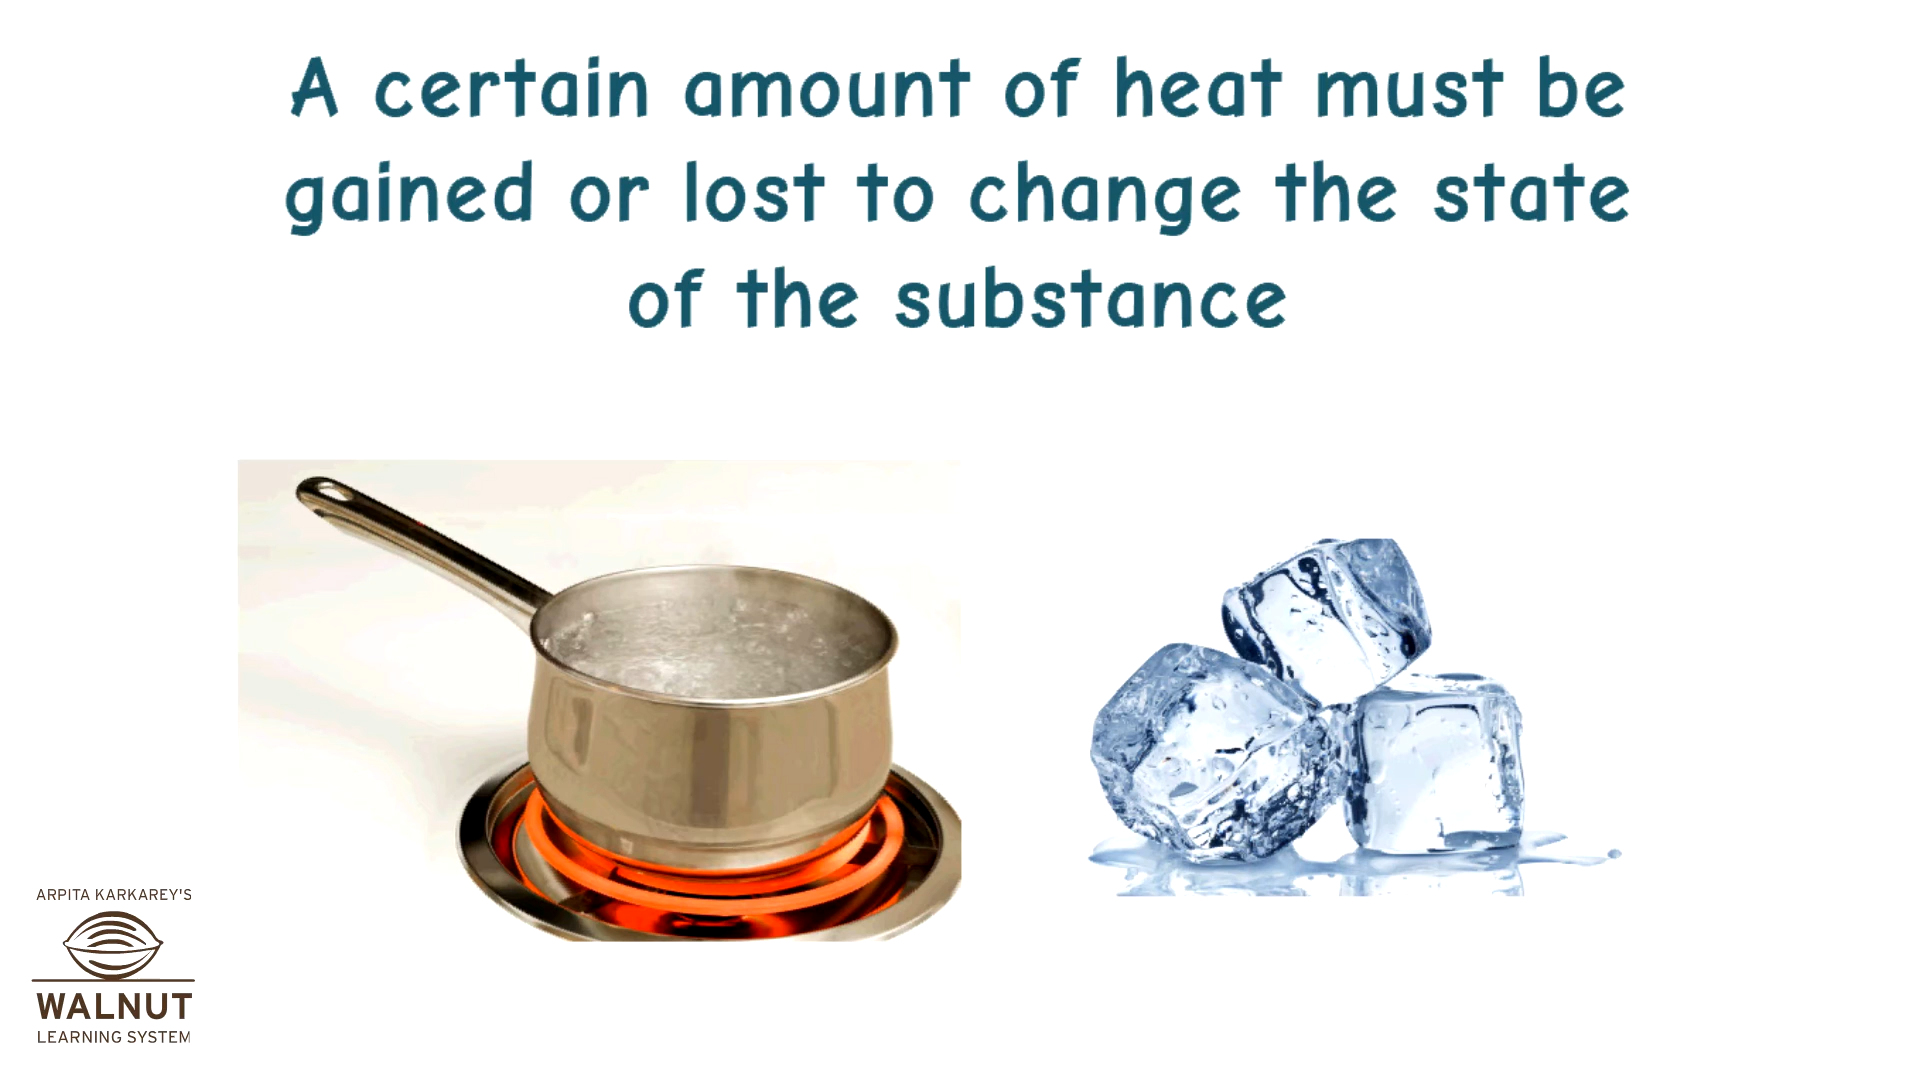 A certain amount of heat must be
gained or lost to change the state
of the substance
ARPITA KARKAREY'S
WALNUT
LEARNING SYSTEM